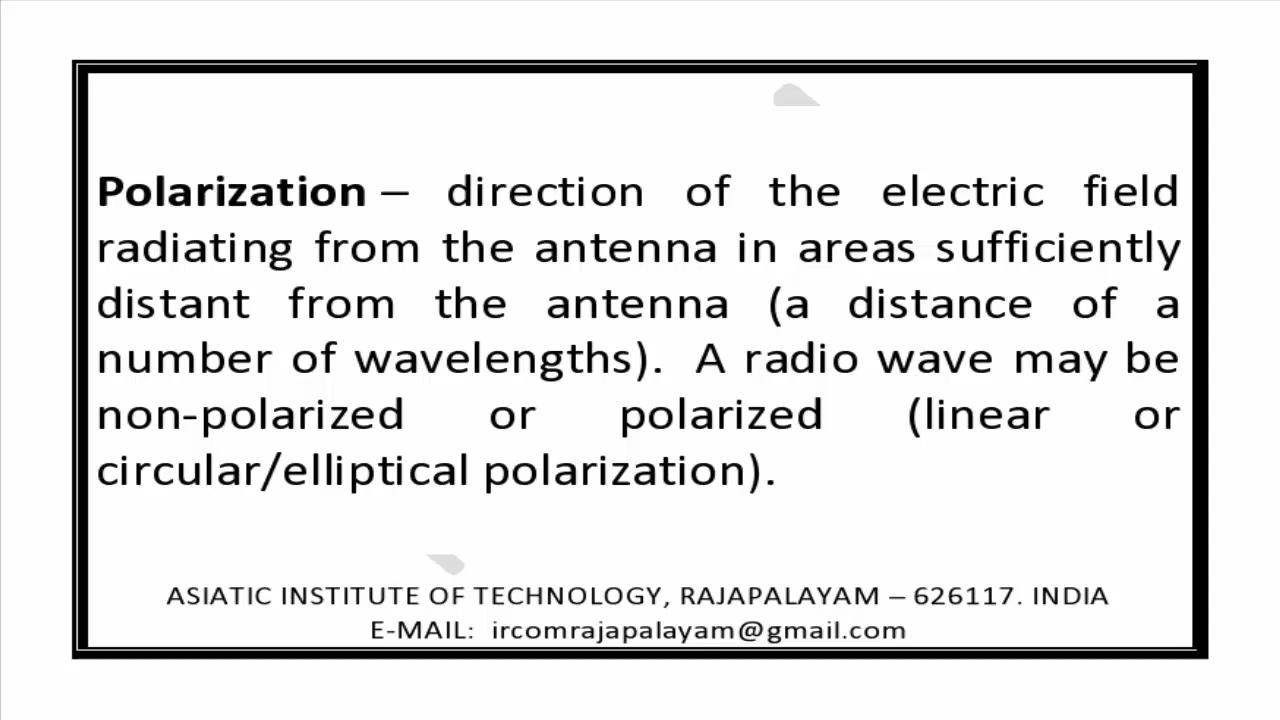 Polarization – direction of the electric field
radiating from the antenna in areas sufficiently
distant from the antenna (a distance of a
number of wavelengths). A radio wave may be
non-polarized or polarized (linear or
circular/elliptical polarization).
ASIATIC INSTITUTE OF TECHNOLOGY, RAJAPALAYAM – 626117. INDIA
E-MAIL: ircomrajapalayam@gmail.com